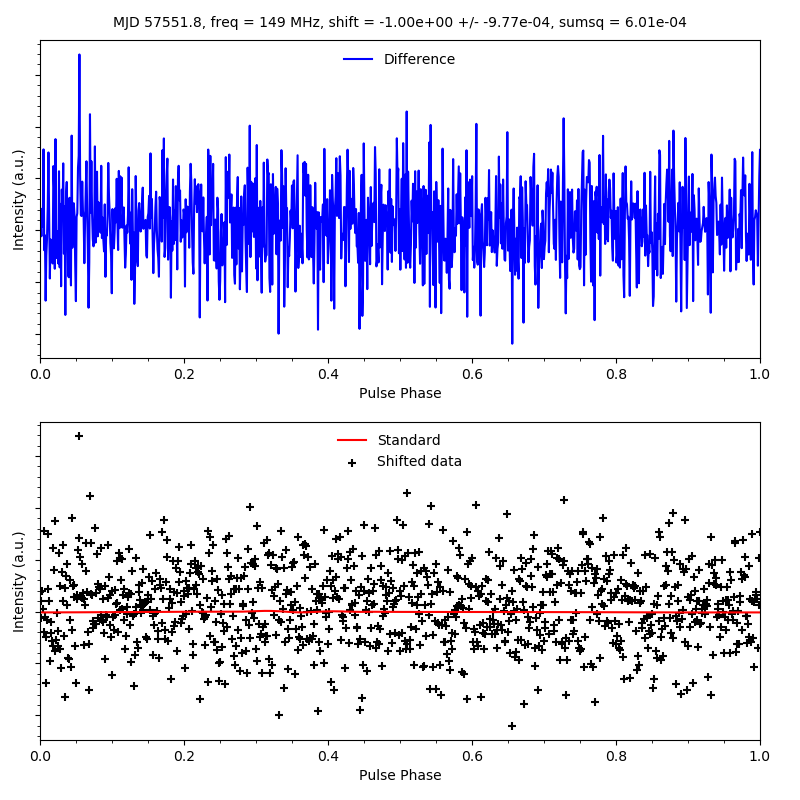 MJD 57551.8, freq = 149 MHz, shift = -1.00e+00 +/- -9.77e-04, sumsq = 6.01e-04
Difference
Intensity (a.u.)
0.0 0.2 0.4 0.6 0.8 1.0
Pulse Phase
Standard
Shifted data
Intensity (a.u.)
0.0 0.2 0.4 0.6 0.8 1.0
Pulse Phase